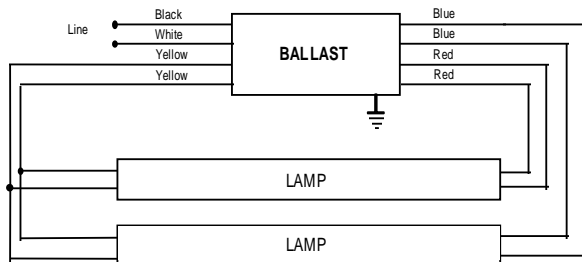 Line
Black
White
Yellow
Yellow
BALLAST
Blue
Blue
Red
Red
LAMP
LAMP